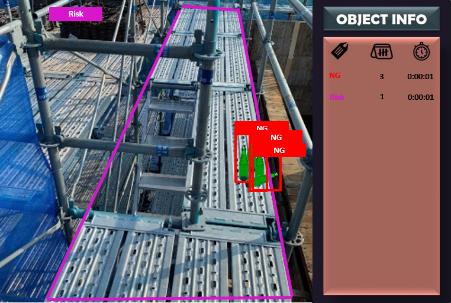 Risk
OBJECT INFO
NG 3 0:00:01
Risk 1 0:00:01
NG
NG
NG